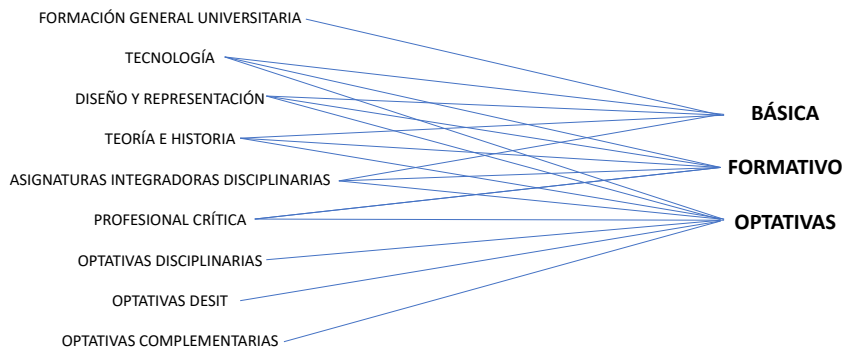 FORMACIÓN GENERAL UNIVERSITARIA
TECNOLOGÍA
DISEÑO Y REPRESENTACIÓN
TEORÍA E HISTORIA
ASIGNATURAS INTEGRADORAS DISCIPLINARIAS
PROFESIONAL CRÍTICA
OPTATIVAS DISCIPLINARIAS
OPTATIVAS DESIT
OPTATIVAS COMPLEMENTARIAS
BÁSICA
FORMATIVO
OPTATIVAS